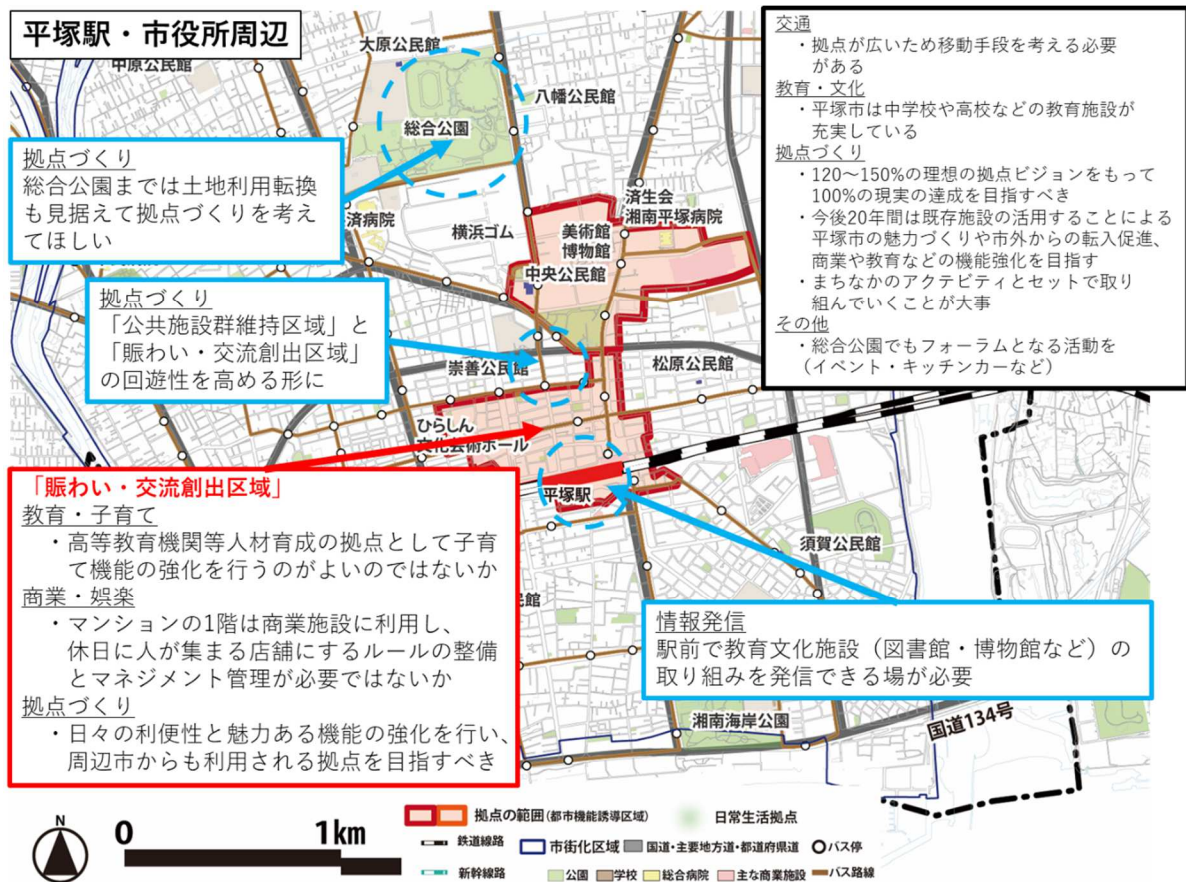 平塚駅・市役所周辺
中原公民館
大原公民館
八幡公民館
総合公園
拠点づくり
総合公園までは土地利用転換
も見据えて拠点づくりを考え
てほしい
済病院
横浜ゴム
済生会
湘南平塚病院
美術館
博物館
中央公民館
拠点づくり
「公共施設群維持区域」と
「賑わい・交流創出区域」
の回遊性を高める形に
崇善公民館
松原公民館
ひらしん
文化芸術ホール
平塚駅
須賀公民館
民館
湘南海岸公園
国道134号
交通
・拠点が広いため移動手段を考える必要
がある
教育・文化
・平塚市は中学校や高校などの教育施設が
充実している
拠点づくり
・120～150%の理想の拠点ビジョンをもって
100%の現実の達成を目指すべき
・今後20年間は既存施設の活用することによる
平塚市の魅力づくりや市外からの転入促進、
商業や教育などの機能強化を目指す
・まちなかのアクテビティとセットで取り
組んでいくことが大事
その他
・総合公園でもフォーラムとなる活動を
（イベント・キッチンカーなど）
「賑わい・交流創出区域」
教育・子育て
・高等教育機関等人材育成の拠点として子育
て機能の強化を行うのがよいのではないか
商業・娯楽
・マンションの1階は商業施設に利用し、
休日に人が集まる店舗にするルールの整備
とマネジメント管理が必要ではないか
拠点づくり
・日々の利便性と魅力ある機能の強化を行い、
周辺市からも利用される拠点を目指すべき
情報発信
駅前で教育文化施設（図書館・博物館など）の
取り組みを発信できる場が必要
N
0 1km
拠点の範囲(都市機能誘導区域) 日常生活拠点
鉄道線路 市街化区域 国道・主要地方道・都道府県道 バス停
新幹線路 公園 学校 総合病院 主な商業施設 バス路線